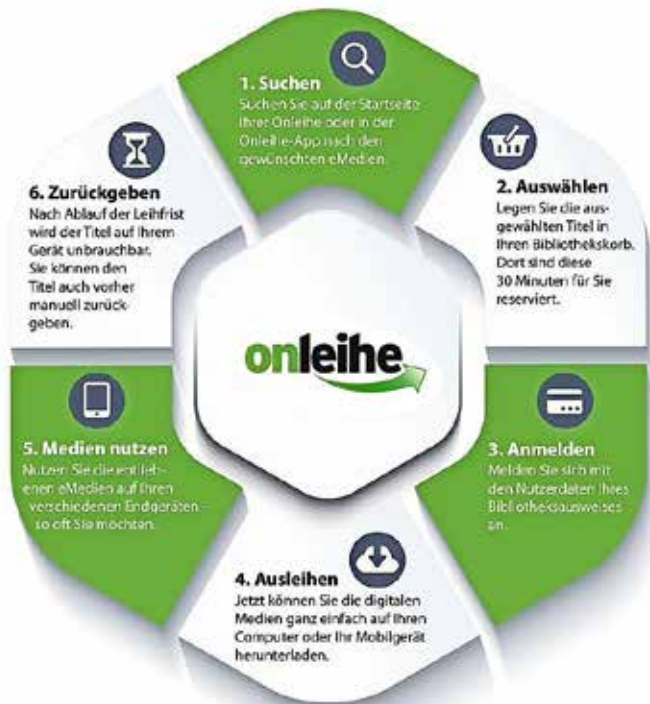 1. Suchen
Suchen Sie auf der Startseite
Ihrer Onleihe oder in der
Onleihe-App nach den
gewünschten eMedien.
2. Auswählen
Legen Sie die aus-
gewählten Titel in
Ihren Bibliothekskorb.
Dort sind diese
30 Minuten für Sie
reserviert.
3. Anmelden
Melden Sie sich mit
den Nutzerdaten Ihres
Bibliotheksausweises
an.
4. Ausleihen
Jetzt können Sie die digitalen
Medien ganz einfach auf Ihren
Computer oder Ihr Mobilgerät
herunterladen.
5. Medien nutzen
Nutzen Sie die entlieh-
enen eMedien auf Ihren
verschiedenen Endgeräten –
so oft Sie möchten.
6. Zurückgeben
Nach Ablauf der Leihfrist
wird der Titel auf Ihrem
Gerät unbrauchbar.
Sie können den
Titel auch vorher
manuell zurück-
geben.
onleihe